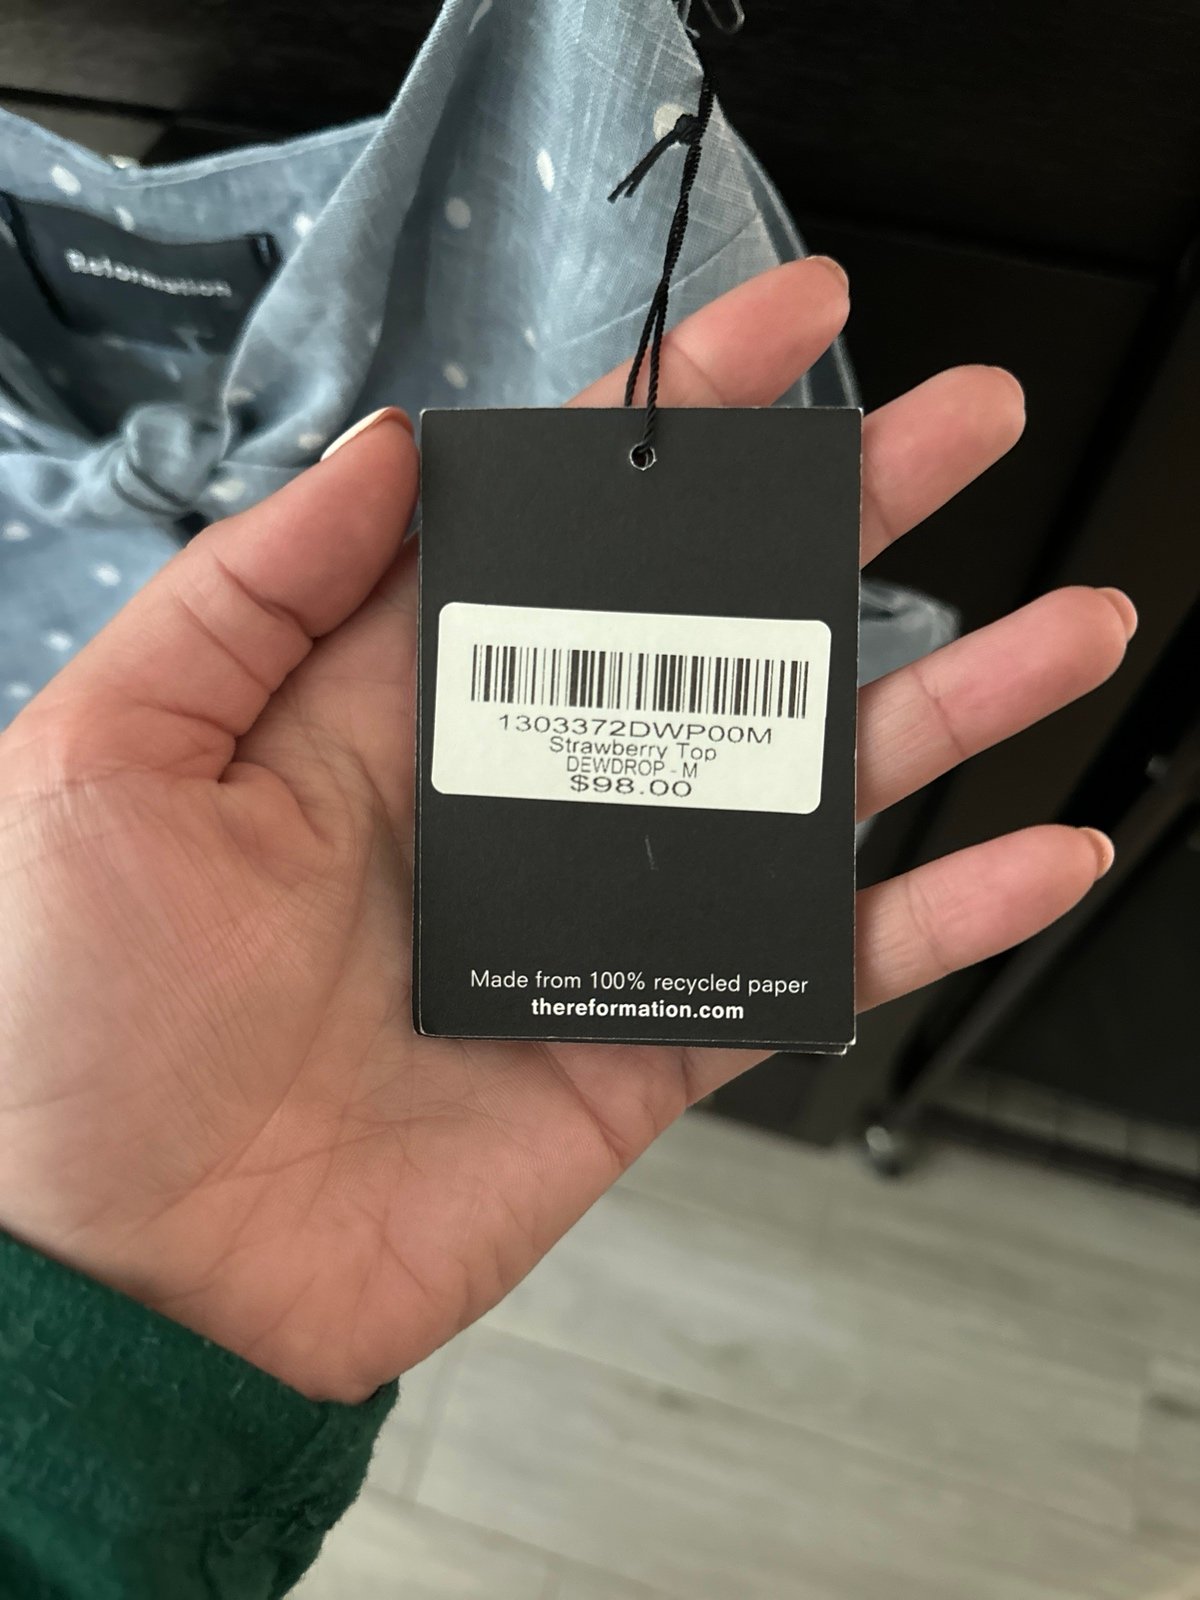 Reformation
1303372DWP00M
Strawberry Top
DEWDROP - M
$98.00
Made from 100% recycled paper
thereformation.com